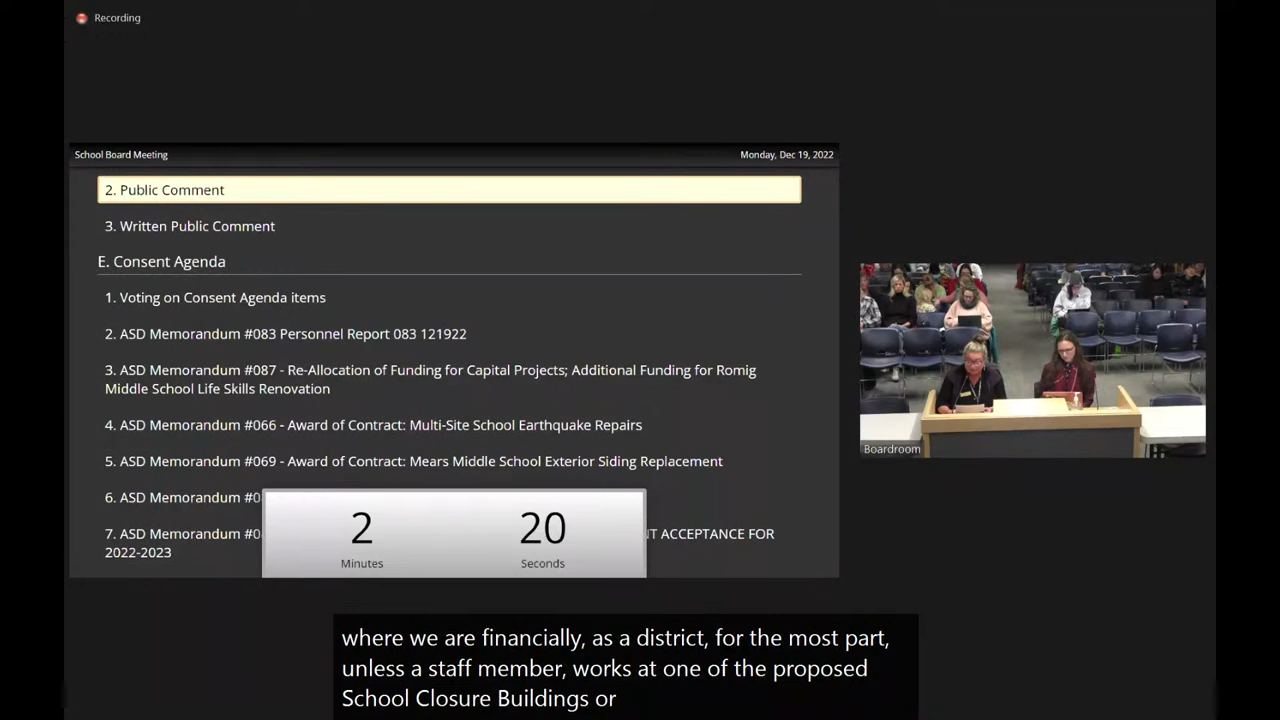 Recording
School Board Meeting
Monday, Dec 19, 2022
2. Public Comment
3. Written Public Comment
E. Consent Agenda
1. Voting on Consent Agenda items
2. ASD Memorandum #083 Personnel Report 083 121922
3. ASD Memorandum #087 - Re-Allocation of Funding for Capital Projects; Additional Funding for Romig
Middle School Life Skills Renovation
4. ASD Memorandum #066 - Award of Contract: Multi-Site School Earthquake Repairs
5. ASD Memorandum #069 - Award of Contract: Mears Middle School Exterior Siding Replacement
6. ASD Memorandum
7. ASD Memorandum ACCEPTANCE FOR
2022-2023
2 20
Minutes Seconds
Boardroom
where we are financially, as a district, for the most part,
unless a staff member, works at one of the proposed
School Closure Buildings or